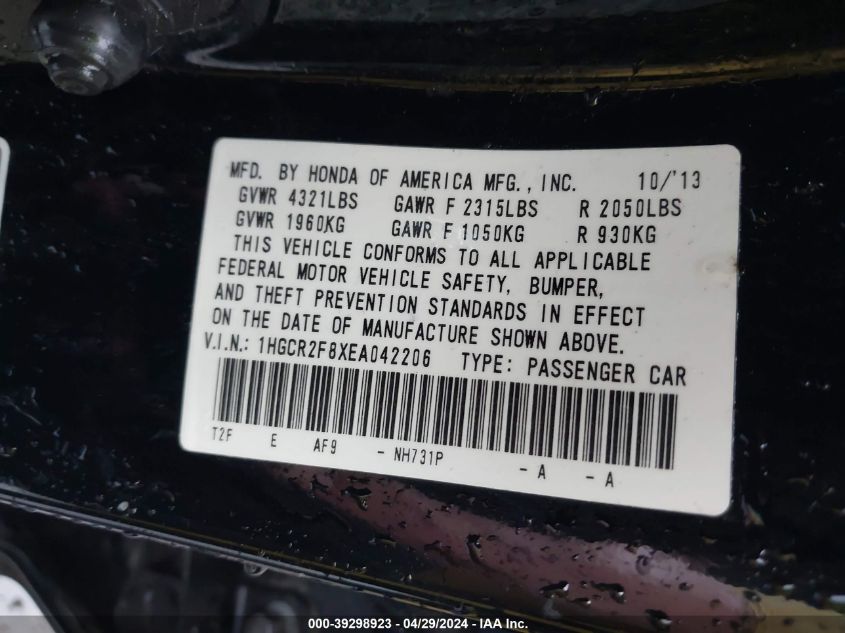 MFD. BY HONDA OF AMERICA MFG., INC. 10/'13
GVWR 4321LBS GAWR F 2315LBS R 2050LBS
GVWR 1960KG GAWR F 1050KG R 930KG
THIS VEHICLE CONFORMS TO ALL APPLICABLE
FEDERAL MOTOR VEHICLE SAFETY, BUMPER,
AND THEFT PREVENTION STANDARDS IN EFFECT
ON THE DATE OF MANUFACTURE SHOWN ABOVE.
V.I.N.: 1HGCR2F8XEA042206 TYPE: PASSENGER CAR
T2F E AF9 - NH731P - A - A
000-39298923 - 04/29/2024 - IAA Inc.